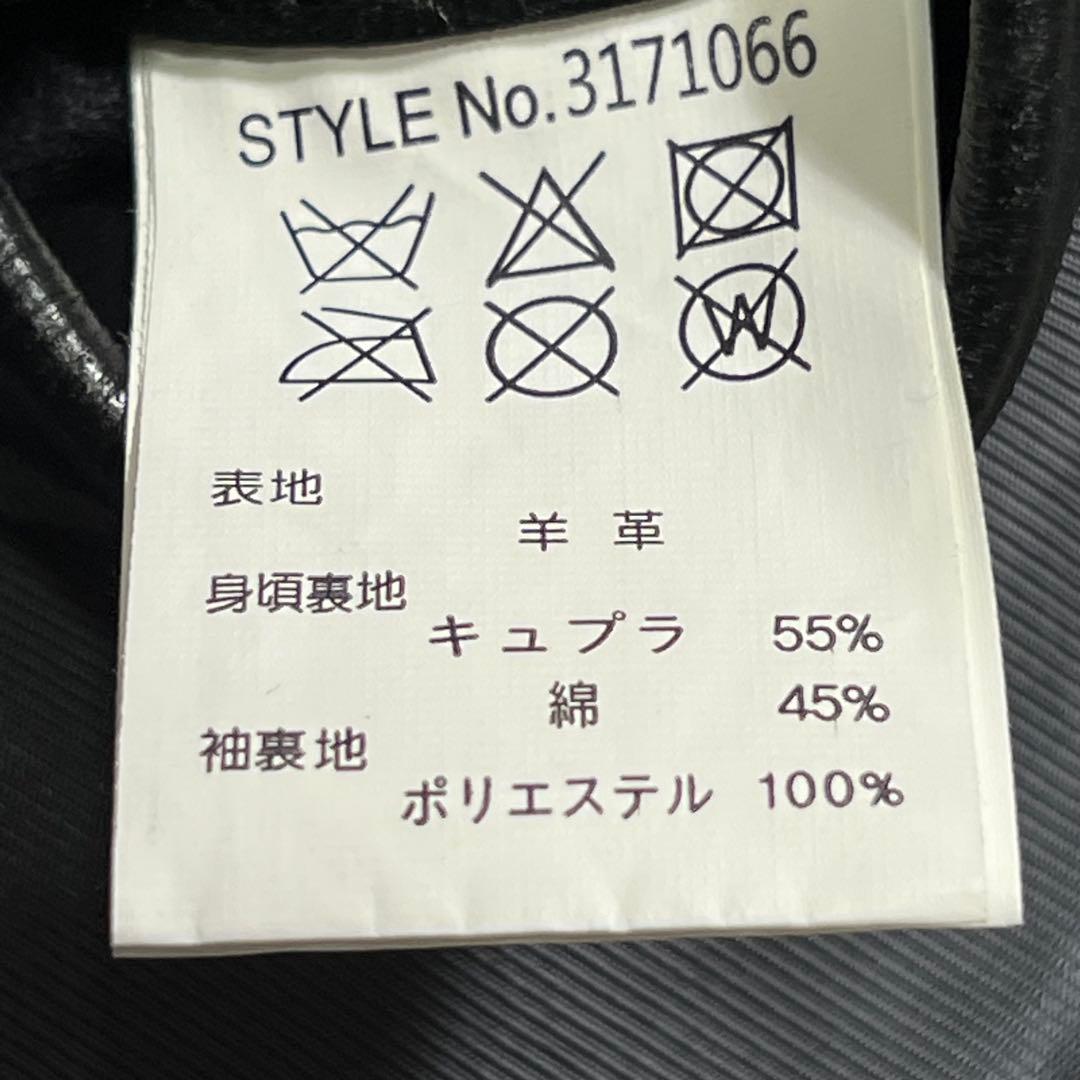 STYLE No.3171066
W
表地
羊 革
身頃裏地
キュプラ 55%
綿 45%
袖裏地
ポリエステル 100%